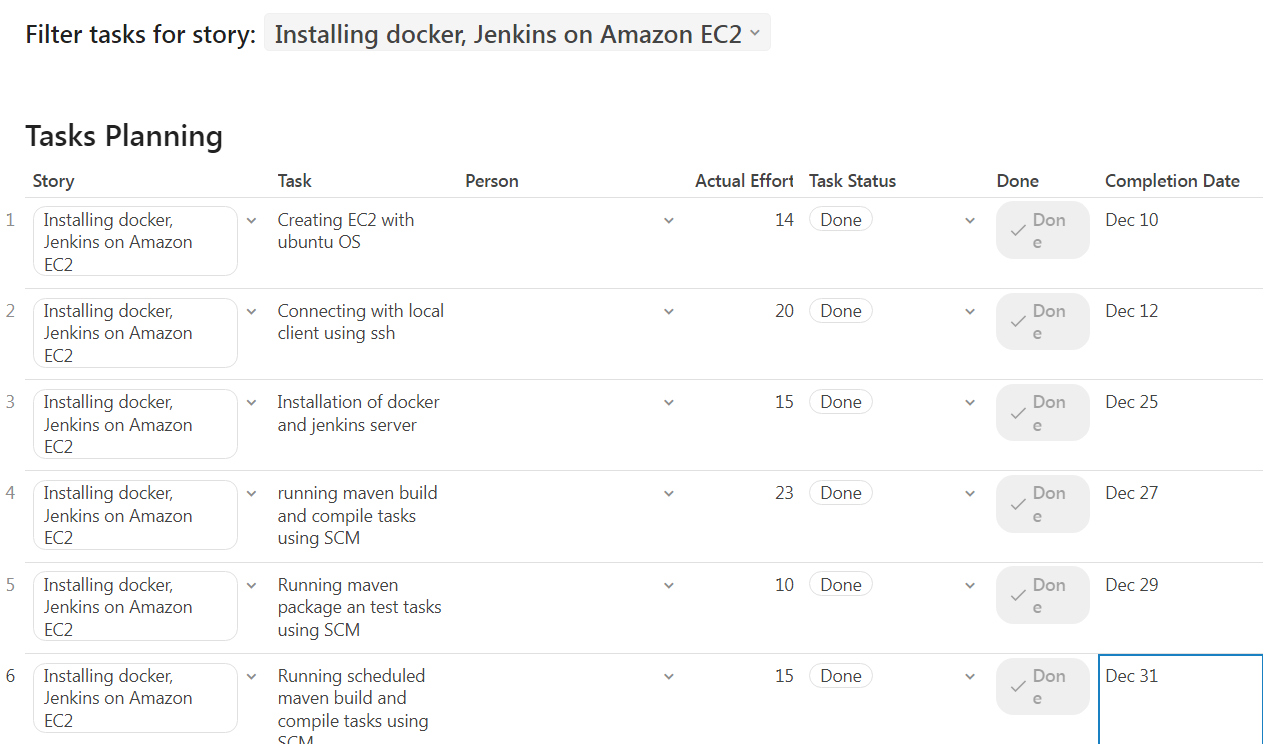 Filter tasks for story: Installing docker, Jenkins on Amazon EC2
Tasks Planning
Story Task Person Actual Effort Task Status Done Completion Date
1 Installing docker, Creating EC2 with 14 Done Don Dec 10
Jenkins on Amazon ubuntu OS e
EC2
2 Installing docker, Connecting with local 20 Done Don Dec 12
Jenkins on Amazon client using ssh e
EC2
3 Installing docker, Installation of docker 15 Done Don Dec 25
Jenkins on Amazon and jenkins server e
EC2
4 Installing docker, running maven build 23 Done Don Dec 27
Jenkins on Amazon and compile tasks e
EC2 using SCM
5 Installing docker, Running maven 10 Done Don Dec 29
Jenkins on Amazon package an test tasks e
EC2 using SCM
6 Installing docker, Running scheduled 15 Done Don Dec 31
Jenkins on Amazon maven build and e
EC2 compile tasks using
SCM